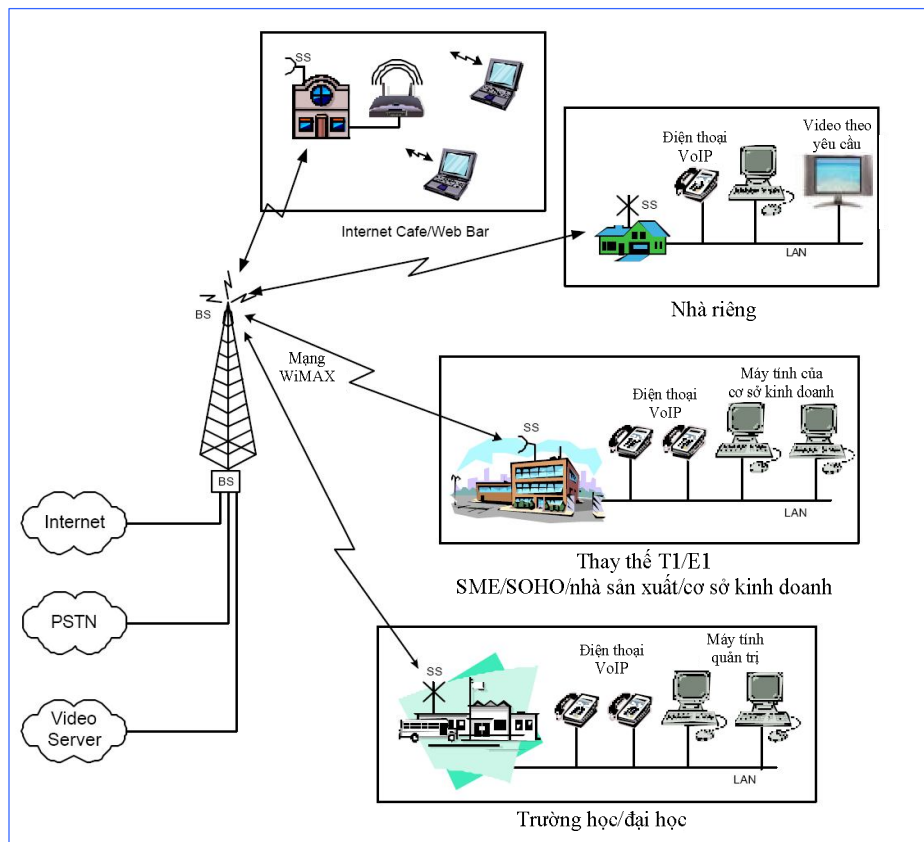 SS
Internet Cafe/Web Bar
Điện thoại
VoIP
Video theo
yêu cầu
SS
LAN
Nhà riêng
BS
Mạng
WiMAX
Điện thoại
VoIP
Máy tính của
cơ sở kinh doanh
SS
LAN
Thay thế T1/E1
SME/SOHO/nhà sản xuất/cơ sở kinh doanh
BS
Internet
PSTN
Video
Server
Điện thoại
VoIP
Máy tính
quản trị
SS
LAN
Trường học/đại học